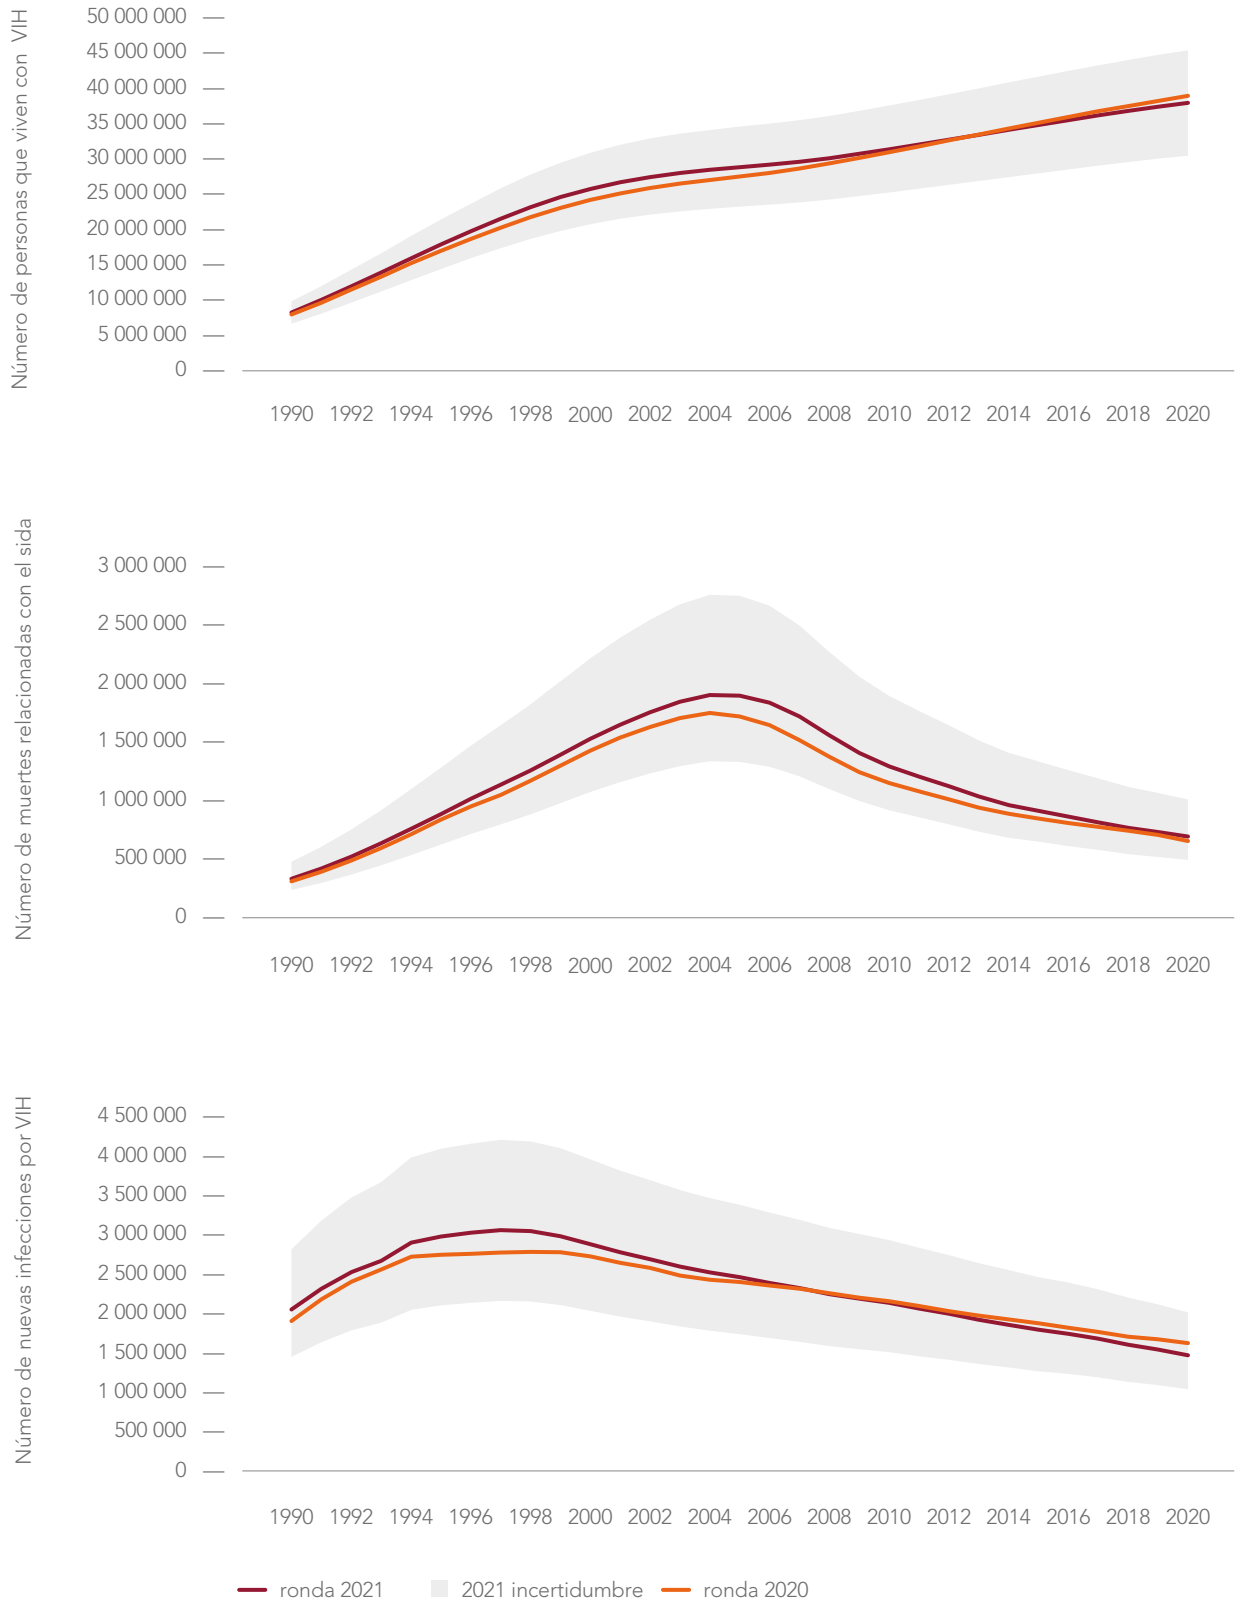 Número de personas que viven con VIH
50 000 000
45 000 000
40 000 000
35 000 000
30 000 000
25 000 000
20 000 000
15 000 000
10 000 000
5 000 000
0
1990 1992 1994 1996 1998 2000 2002 2004 2006 2008 2010 2012 2014 2016 2018 2020
Número de muertes relacionadas con el sida
3 000 000
2 500 000
2 000 000
1 500 000
1 000 000
500 000
0
1990 1992 1994 1996 1998 2000 2002 2004 2006 2008 2010 2012 2014 2016 2018 2020
Número de nuevas infecciones por VIH
4 500 000
4 000 000
3 500 000
3 000 000
2 500 000
2 000 000
1 500 000
1 000 000
500 000
0
1990 1992 1994 1996 1998 2000 2002 2004 2006 2008 2010 2012 2014 2016 2018 2020
ronda 2021 2021 incertidumbre ronda 2020